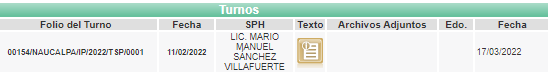 Turnos
Folio del Turno Fecha SPH Texto Archivos Adjuntos Edo. Fecha
00154/NAUCALPA/IP/2022/TSP/0001 11/02/2022 LIC. MARIO
MANUEL
SANCHEZ
VILLAFUERTE 17/03/2022